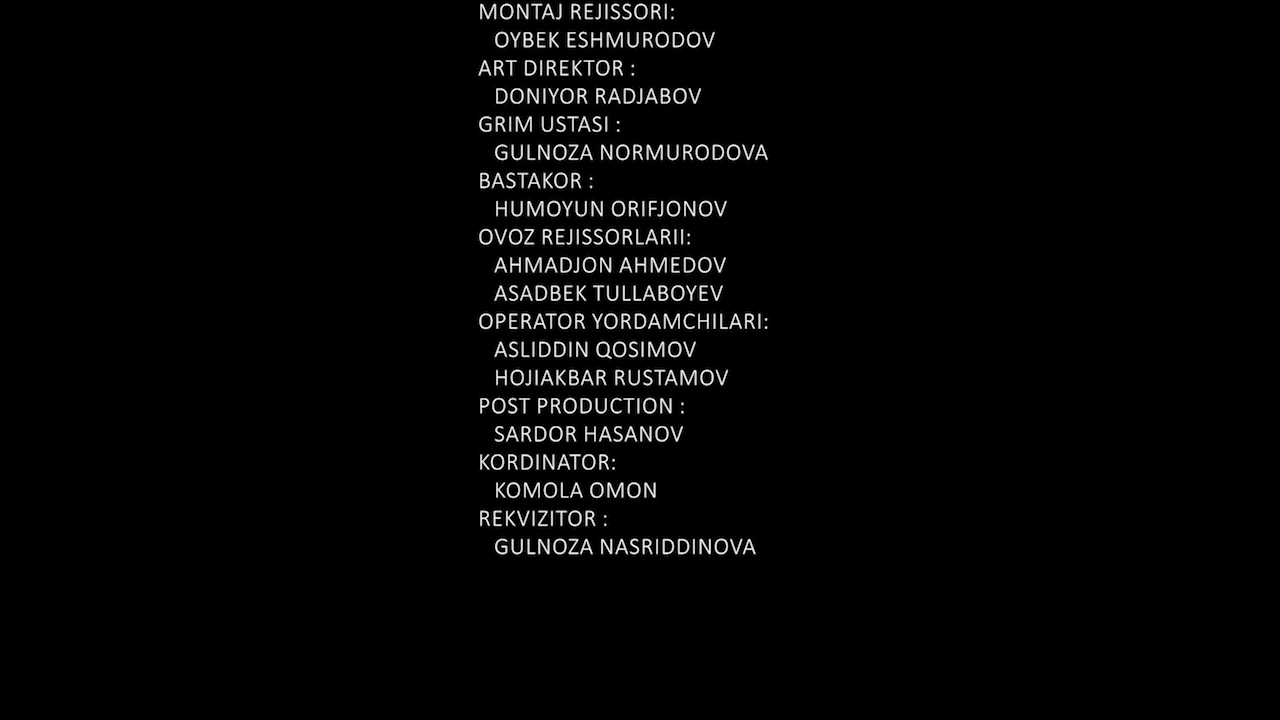 MONTAJ REJISSORI:
OYBEK ESHMURODOV
ART DIREKTOR :
DONIYOR RADJABOV
GRIM USTASI :
GULNOZA NORMURODOVA
BASTAKOR :
HUMOYUN ORIFJONOV
OVOZ REJISSORLARII:
AHMADJON AHMEDOV
ASADBEK TULLABOYEV
OPERATOR YORDAMCHILARI:
ASLIDDIN QOSIMOV
HOJIAKBAR RUSTAMOV
POST PRODUCTION :
SARDOR HASANOV
KORDINATOR:
KOMOLA OMON
REKVIZITOR :
GULNOZA NASRIDDINOVA